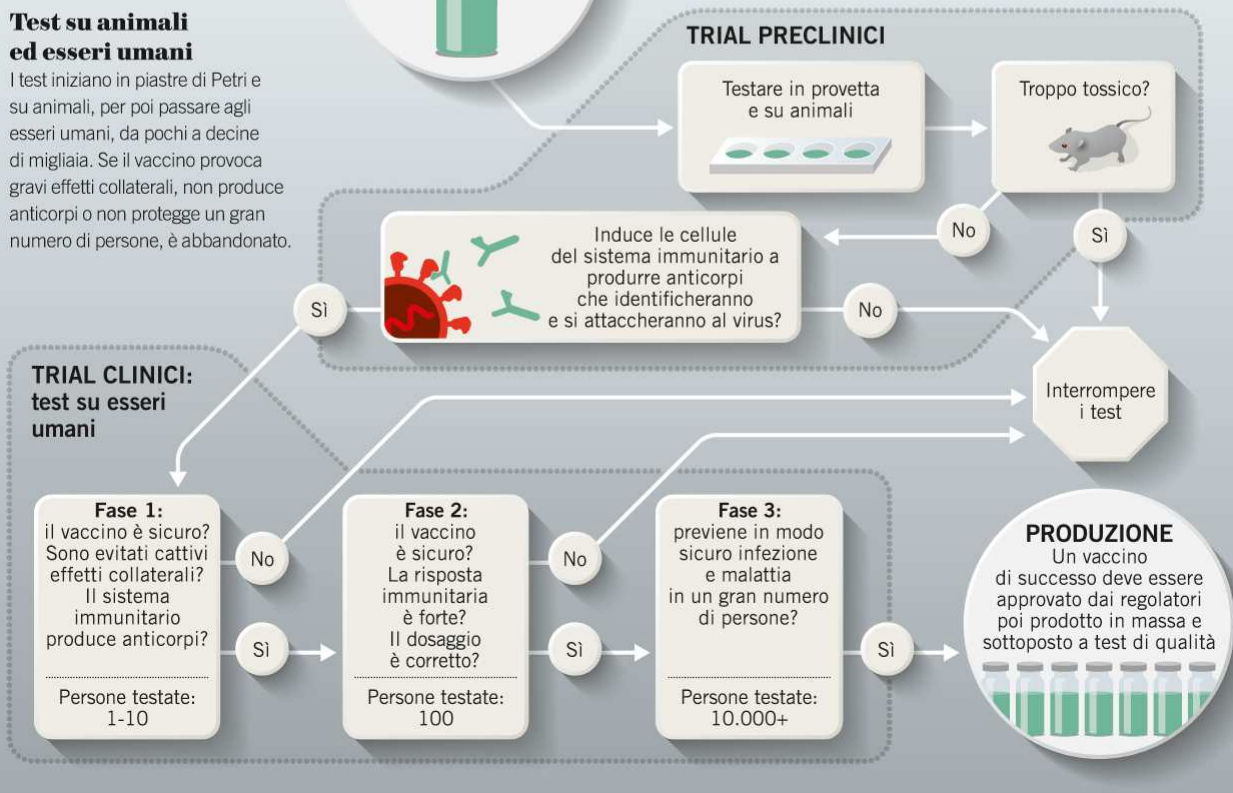 Test su animali
ed esseri umani
I test iniziano in piastre di Petri e
su animali, per poi passare agli
esseri umani, da pochi a decine
di migliaia. Se il vaccino provoca
gravi effetti collaterali, non produce
anticorpi o non protegge un gran
numero di persone, è abbandonato.
TRIAL PRECLINICI
Testare in provetta
e su animali
Troppo tossico?
No
Sì
Induce le cellule
del sistema immunitario a
produrre anticorpi
che identificheranno
e si attaccheranno al virus?
Sì
No
Interrompere
i test
TRIAL CLINICI:
test su esseri
umani
Fase 1:
il vaccino è sicuro?
Sono evitati cattivi
effetti collaterali?
Il sistema
immunitario
produce anticorpi?
Persone testate:
1-10
No
Sì
Fase 2:
il vaccino
è sicuro?
La risposta
immunitaria
è forte?
Il dosaggio
è corretto?
Persone testate:
100
No
Sì
Fase 3:
previene in modo
sicuro infezione
e malattia
in un gran numero
di persone?
Persone testate:
10.000+
Sì
PRODUZIONE
Un vaccino
di successo deve essere
approvato dai regolatori
poi prodotto in massa e
sottoposto a test di qualità